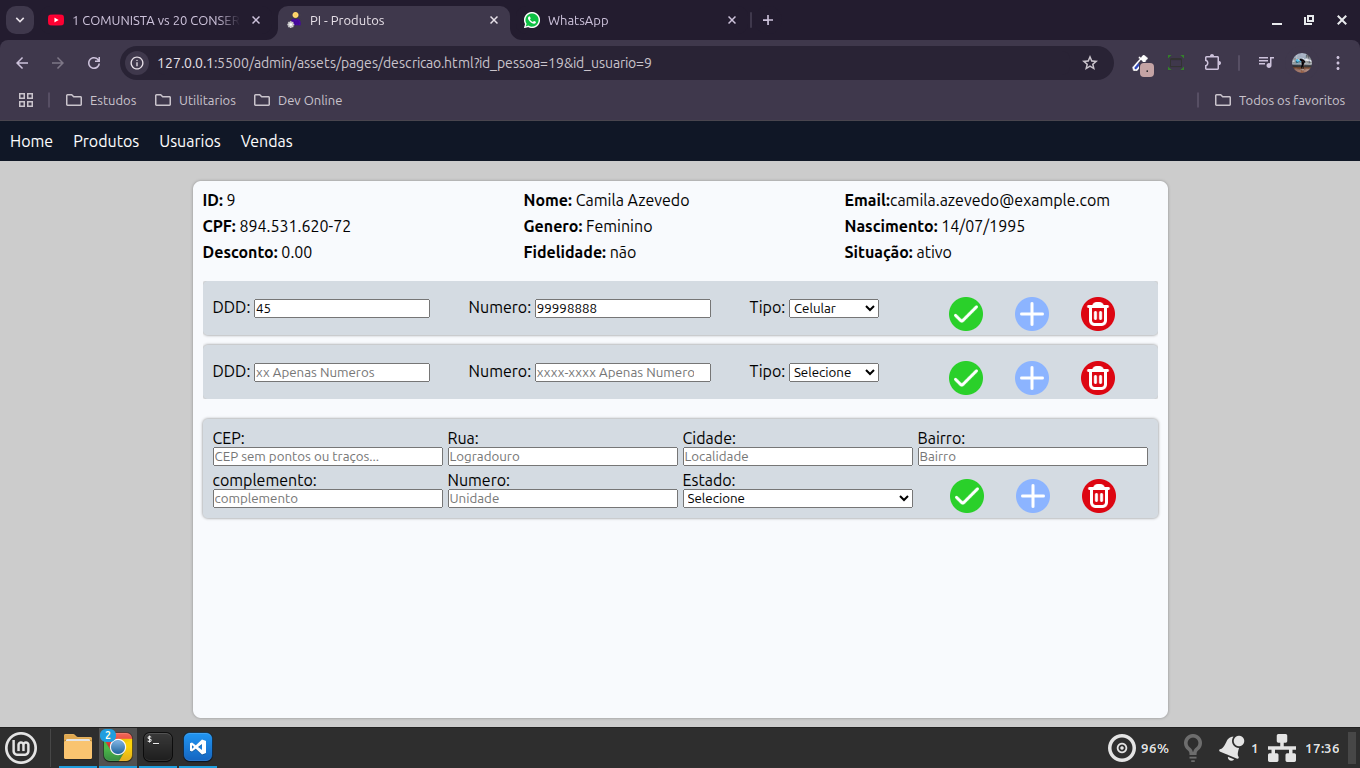 1 COMUNISTA vs 20 CONSER
PI - Produtos
WhatsApp
127.0.0.1:5500/admin/assets/pages/descricao.html?id_pessoa=19&id_usuario=9
Estudos
Utilitarios
Dev Online
Todos os favoritos
Home Produtos Usuarios Vendas
ID: 9 Nome: Camila Azevedo Email:camila.azevedo@example.com
CPF: 894.531.620-72 Genero: Feminino Nascimento: 14/07/1995
Desconto: 0.00 Fidelidade: não Situação: ativo
DDD: 45 Numero: 99998888 Tipo: Celular
DDD: xx Apenas Numeros Numero: xxxx-xxxx Apenas Numero Tipo: Selecione
CEP: Rua: Cidade: Bairro:
CEP sem pontos ou traços... Logradouro Localidade Bairro
complemento: Numero: Estado:
complemento Unidade Selecione
2
$_
96%
1
17:36